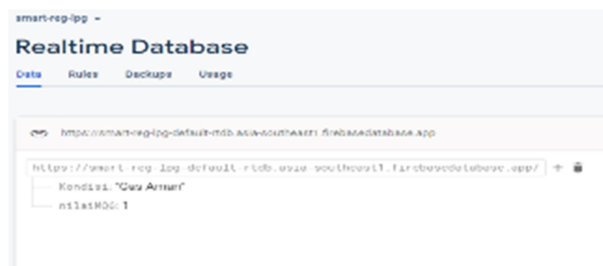 smart-reg-lpg
Realtime Database
Data Rules Backups Usage
https://smart-reg-lpg-default-rtdb.asia-southeast1.firebasedatabase.app
https://smart-reg-lpg-default-rtdb.asia-southeast1.firebasedatabase.app/
Kondisi: "Gas Aman"
nilaiMQ6: 1